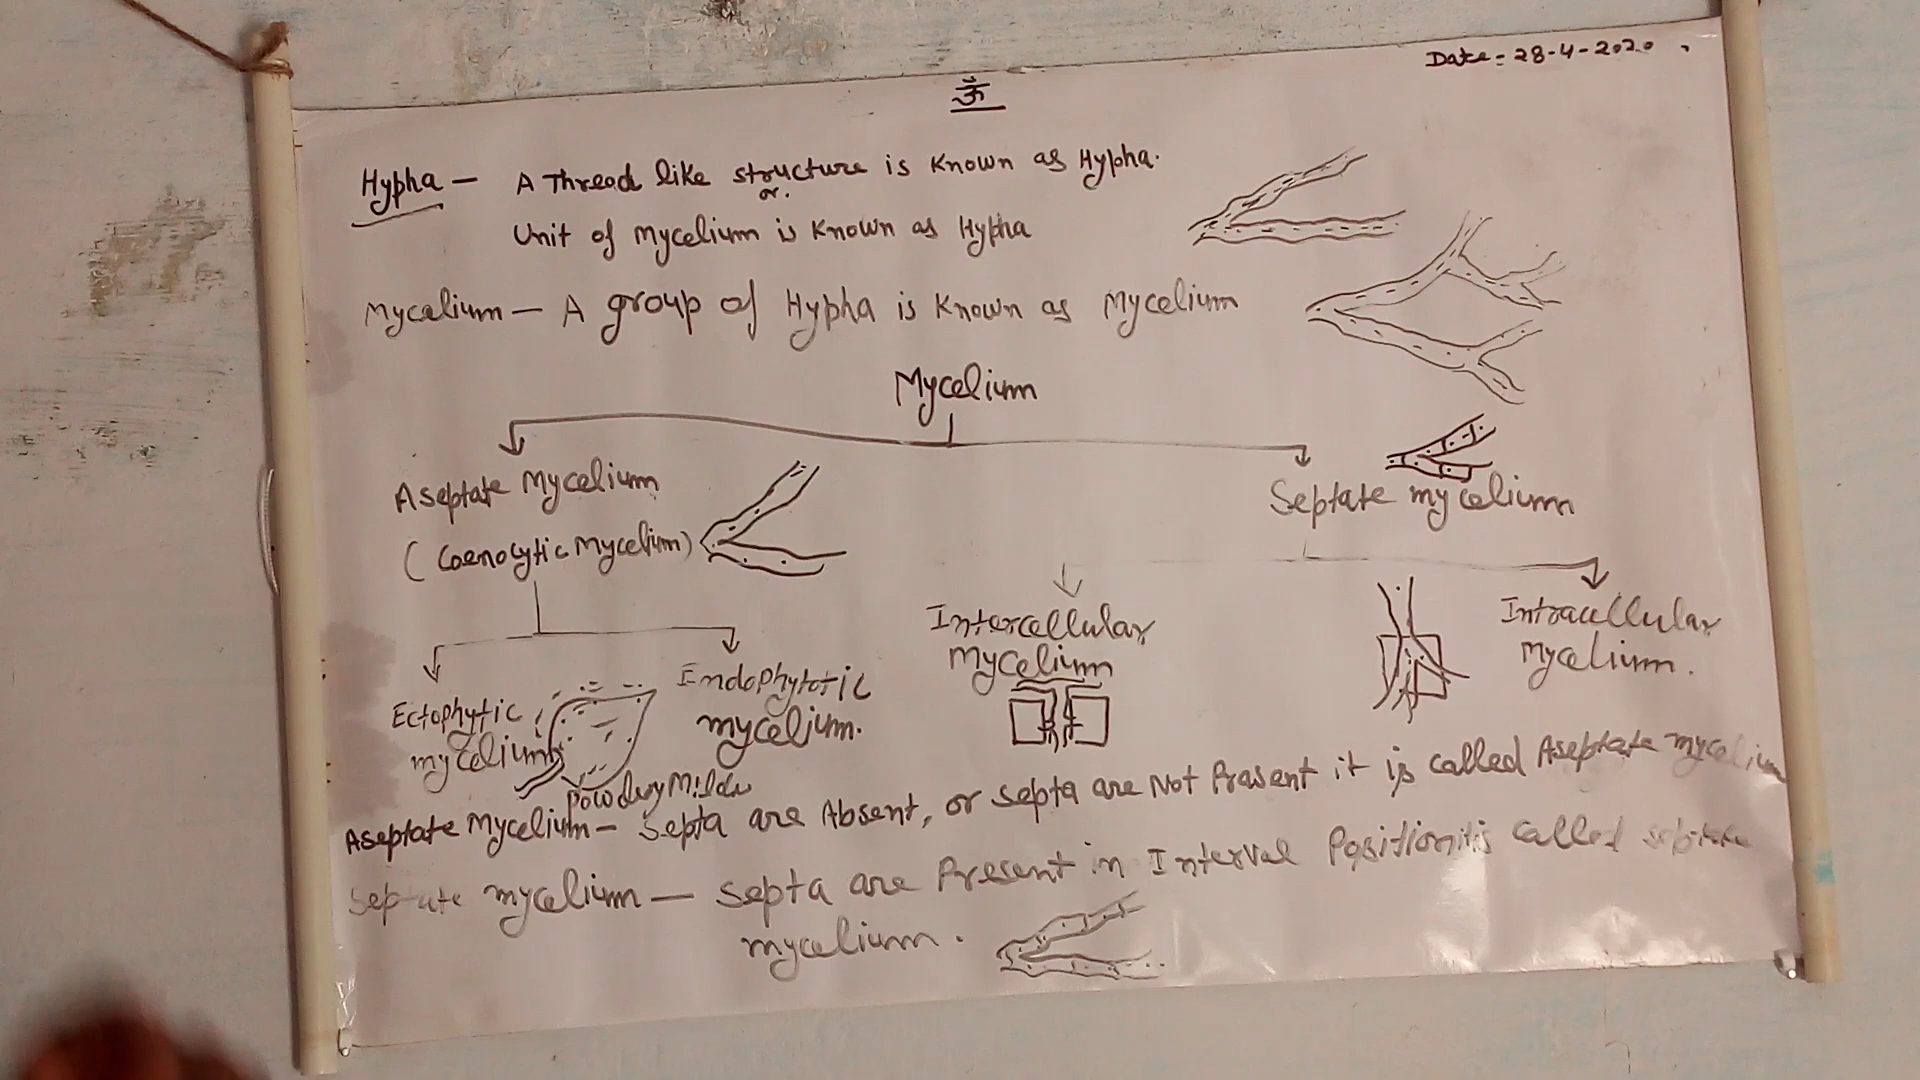 Date = 28-4-2020
ॐ
Hypha — A Thread like structure is Known as Hypha.
or.
Unit of Mycelium is Known as Hypha
Mycelium — A group of Hypha is Known as Mycelium
Mycelium
Aseptate Mycelium
(Coenocytic Mycelium)
Septate mycelium
Intercellular
Mycelium
Intracellular
Mycelium.
Ectophytic
mycelium
Endophytotic
mycelium.
Powdery Mildw
Aseptate Mycelium — Septa are Absent, or septa are Not Present it is called Aseptate mycelium
Septate mycelium — Septa are Present in Interval Position it is called septate
mycelium.